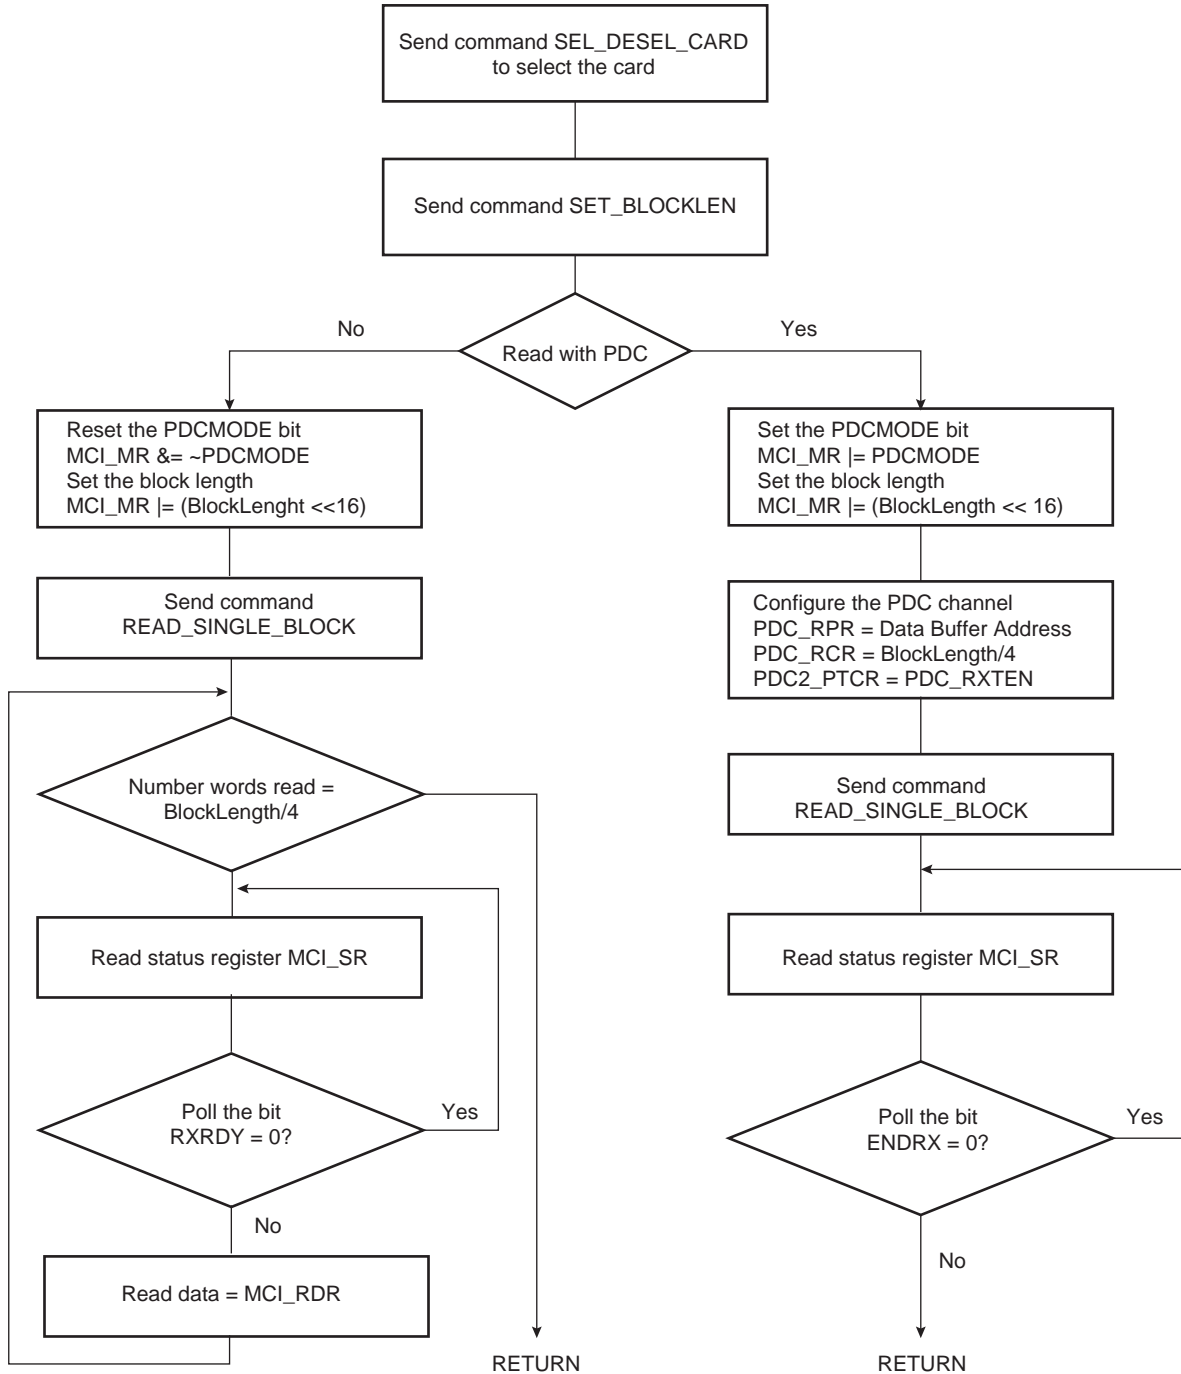 Send command SEL_DESEL_CARD
to select the card
Send command SET_BLOCKLEN
No
Yes
Read with PDC
Reset the PDCMODE bit
MCI_MR &= ~PDCMODE
Set the block length
MCI_MR |= (BlockLenght <<16)
Send command
READ_SINGLE_BLOCK
Number words read =
BlockLength/4
Read status register MCI_SR
Poll the bit
RXRDY = 0?
Yes
No
Read data = MCI_RDR
RETURN
Set the PDCMODE bit
MCI_MR |= PDCMODE
Set the block length
MCI_MR |= (BlockLength << 16)
Configure the PDC channel
PDC_RPR = Data Buffer Address
PDC_RCR = BlockLength/4
PDC2_PTCR = PDC_RXTEN
Send command
READ_SINGLE_BLOCK
Read status register MCI_SR
Poll the bit
ENDRX = 0?
Yes
No
RETURN